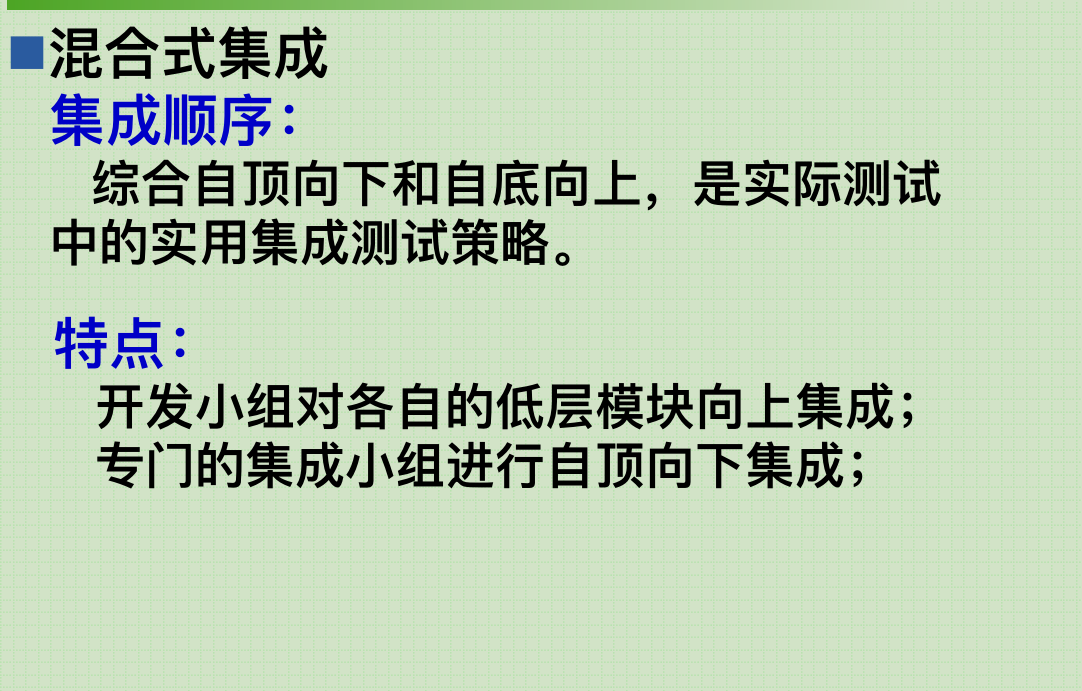 混合式集成
集成顺序：
综合自顶向下和自底向上，是实际测试
中的实用集成测试策略。
特点：
开发小组对各自的低层模块向上集成；
专门的集成小组进行自顶向下集成；